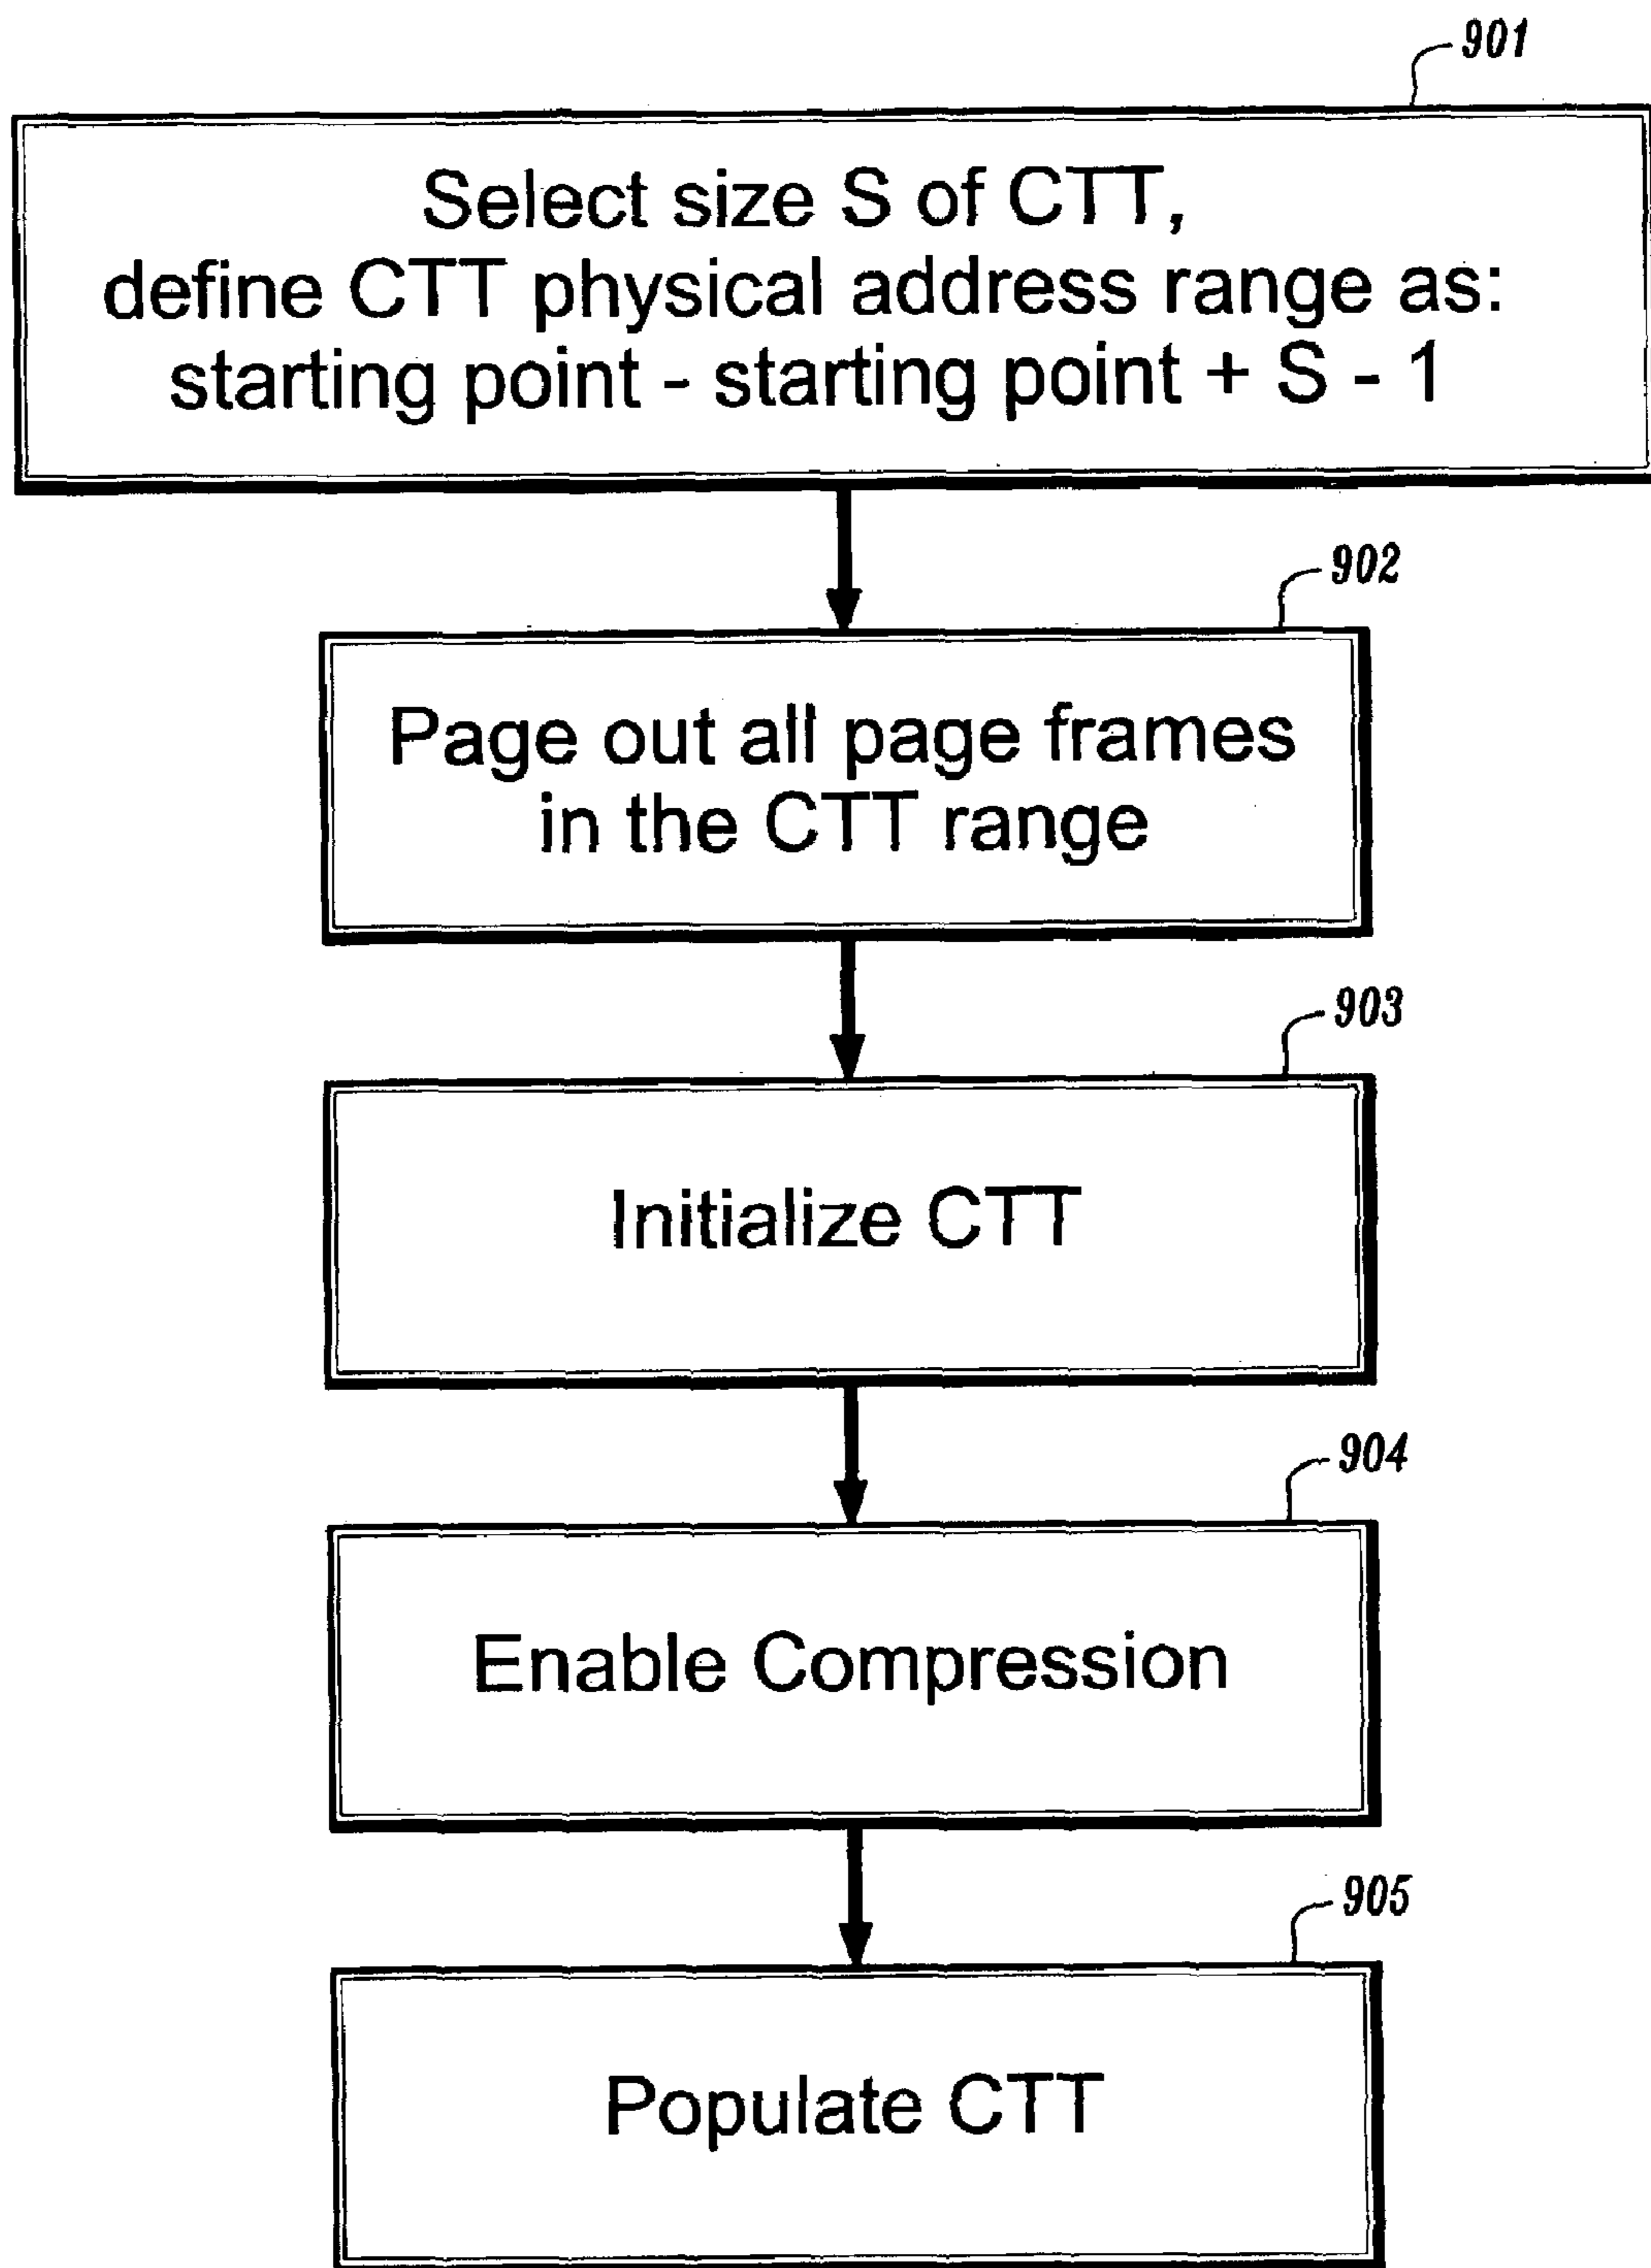 901
Select size S of CTT,
define CTT physical address range as:
starting point - starting point + S - 1
902
Page out all page frames
in the CTT range
903
Initialize CTT
904
Enable Compression
905
Populate CTT